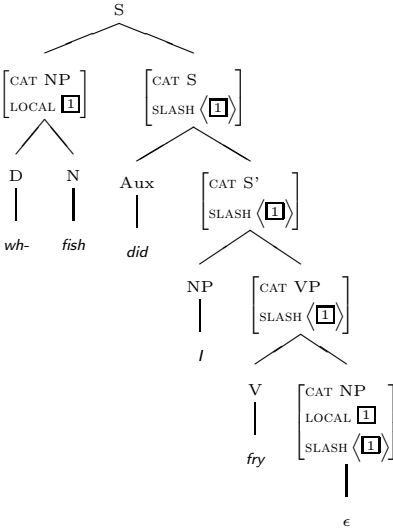 S
CAT NP
LOCAL 1
CAT S
SLASH ⟨1⟩
D N Aux
CAT S'
SLASH ⟨1⟩
wh- fish did
NP
CAT VP
SLASH ⟨1⟩
I
V
CAT NP
LOCAL 1
SLASH ⟨1⟩
fry
ϵ